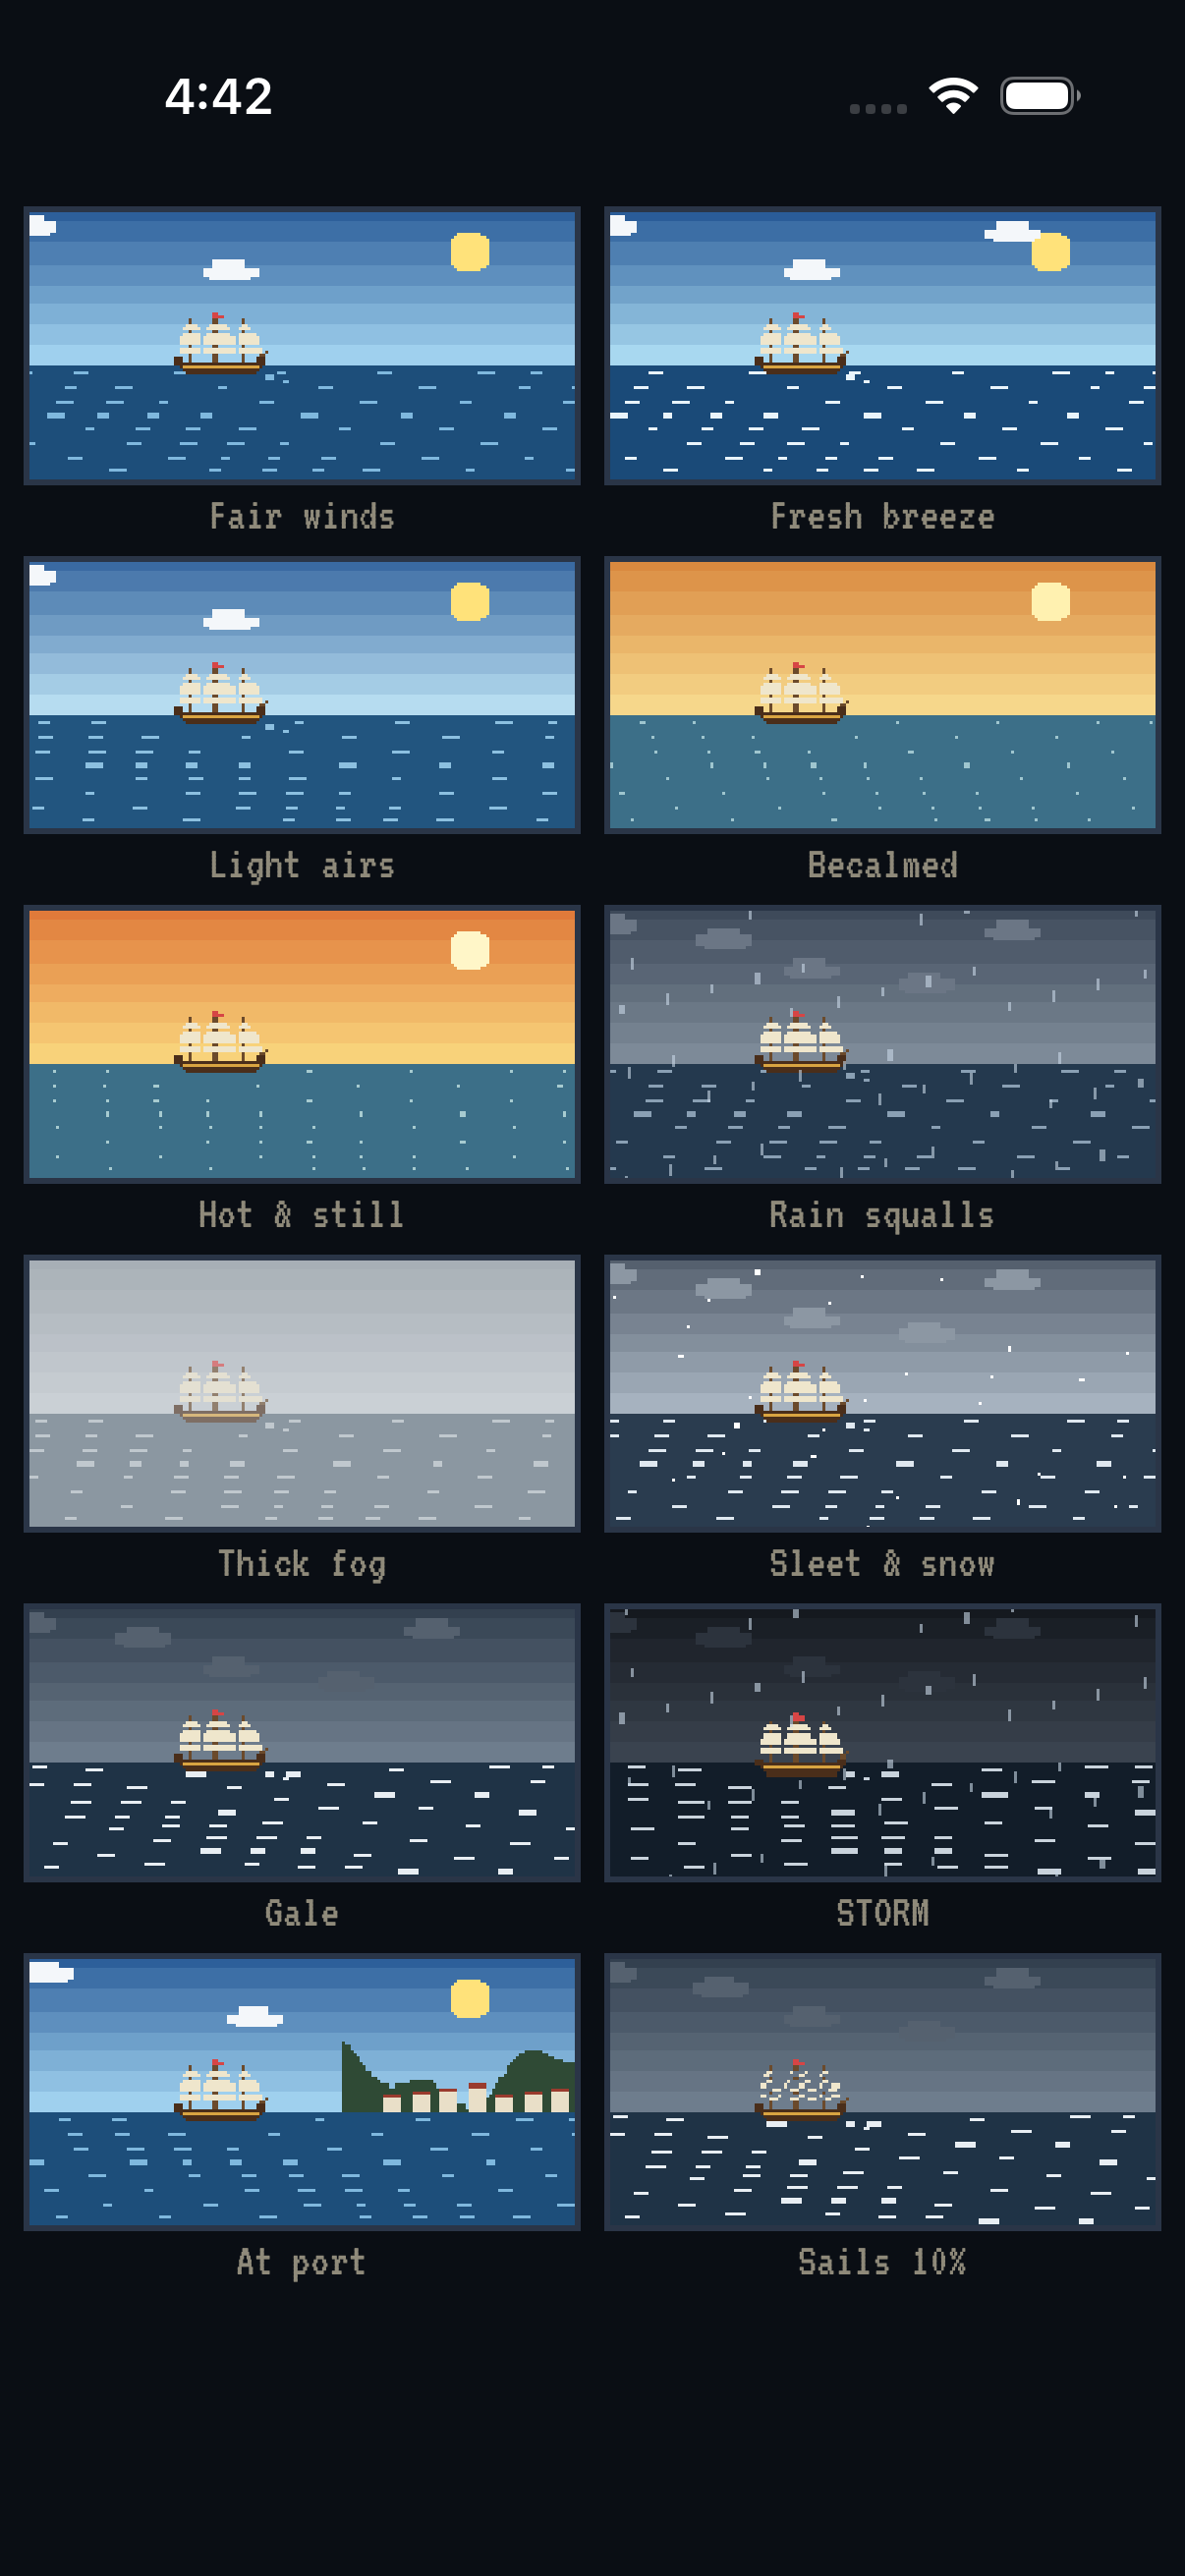 4:42
Fair winds
Fresh breeze
Light airs
Becalmed
Hot & still
Rain squalls
Thick fog
Sleet & snow
Gale
STORM
At port
Sails 10%